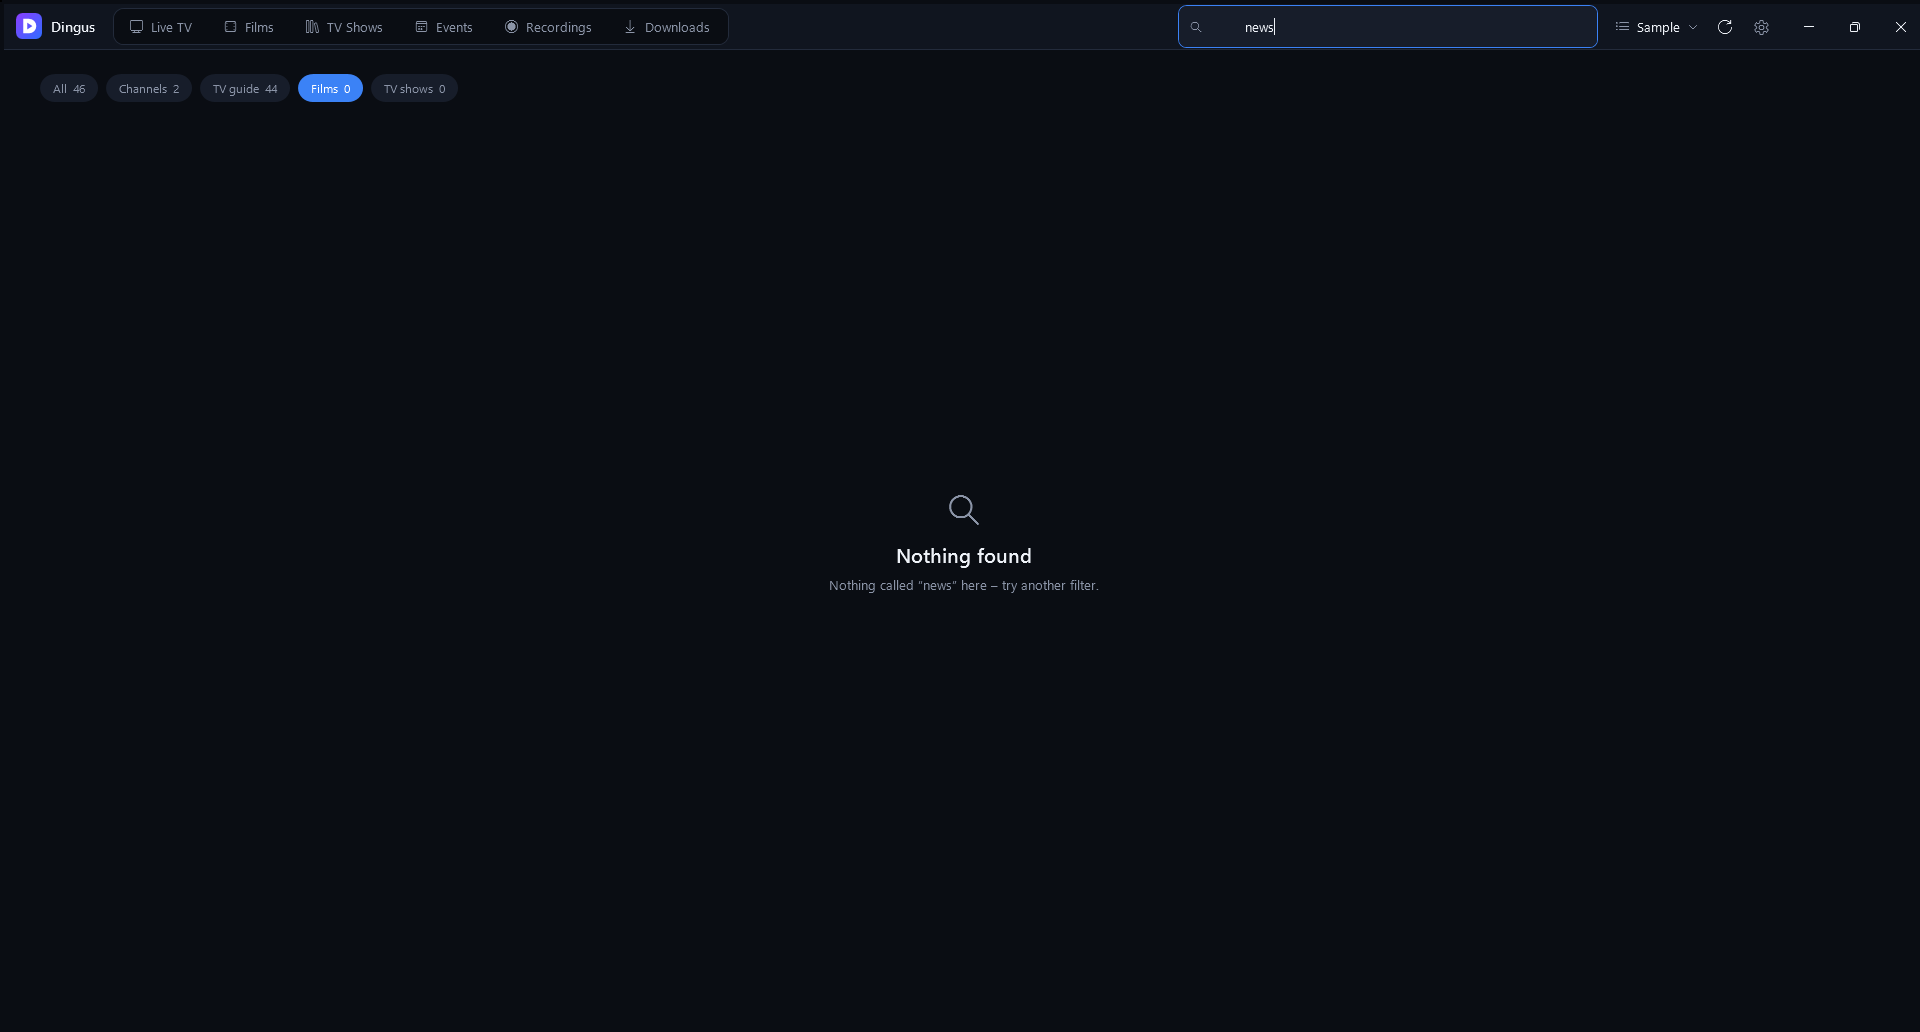 Dingus Live TV Films TV Shows Events Recordings Downloads news Sample
All 46 Channels 2 TV guide 44 Films 0 TV shows 0
Nothing found
Nothing called “news” here – try another filter.